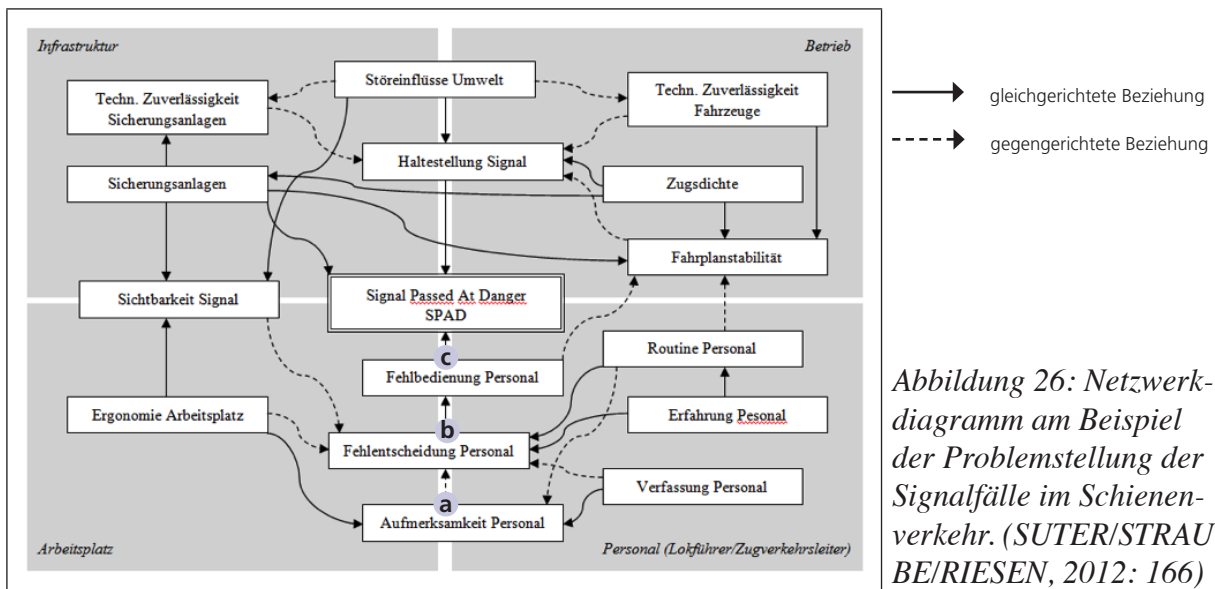 Infrastruktur
Betrieb
Störeinflüsse Umwelt
Techn. Zuverlässigkeit
Sicherungsanlagen
Techn. Zuverlässigkeit
Fahrzeuge
gleichgerichtete Beziehung
gegengerichtete Beziehung
Haltestellung Signal
Sicherungsanlagen
Zugsdichte
Fahrplanstabilität
Sichtbarkeit Signal
Signal Passed At Danger
SPAD
Routine Personal
c
Fehlbedienung Personal
Ergonomie Arbeitsplatz
Erfahrung Pesonal
b
Fehlentscheidung Personal
Verfassung Personal
a
Aufmerksamkeit Personal
Arbeitsplatz
Personal (Lokführer/Zugverkehrsleiter)
Abbildung 26: Netzwerk-
diagramm am Beispiel
der Problemstellung der
Signalfälle im Schienen-
verkehr. (SUTER/STRAU
BE/RIESEN, 2012: 166)